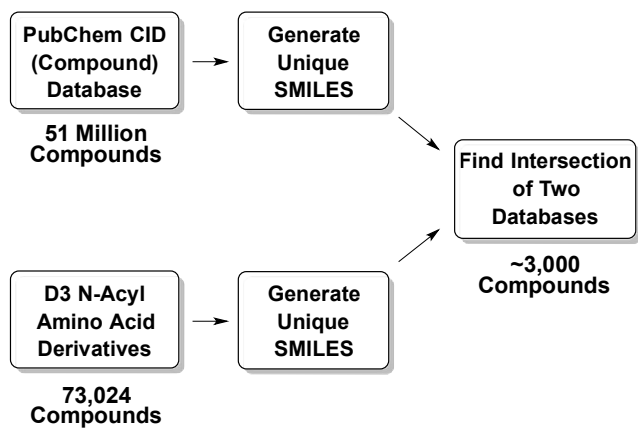 PubChem CID
(Compound)
Database
51 Million
Compounds
Generate
Unique
SMILES
Find Intersection
of Two
Databases
~3,000
Compounds
D3 N-Acyl
Amino Acid
Derivatives
73,024
Compounds
Generate
Unique
SMILES